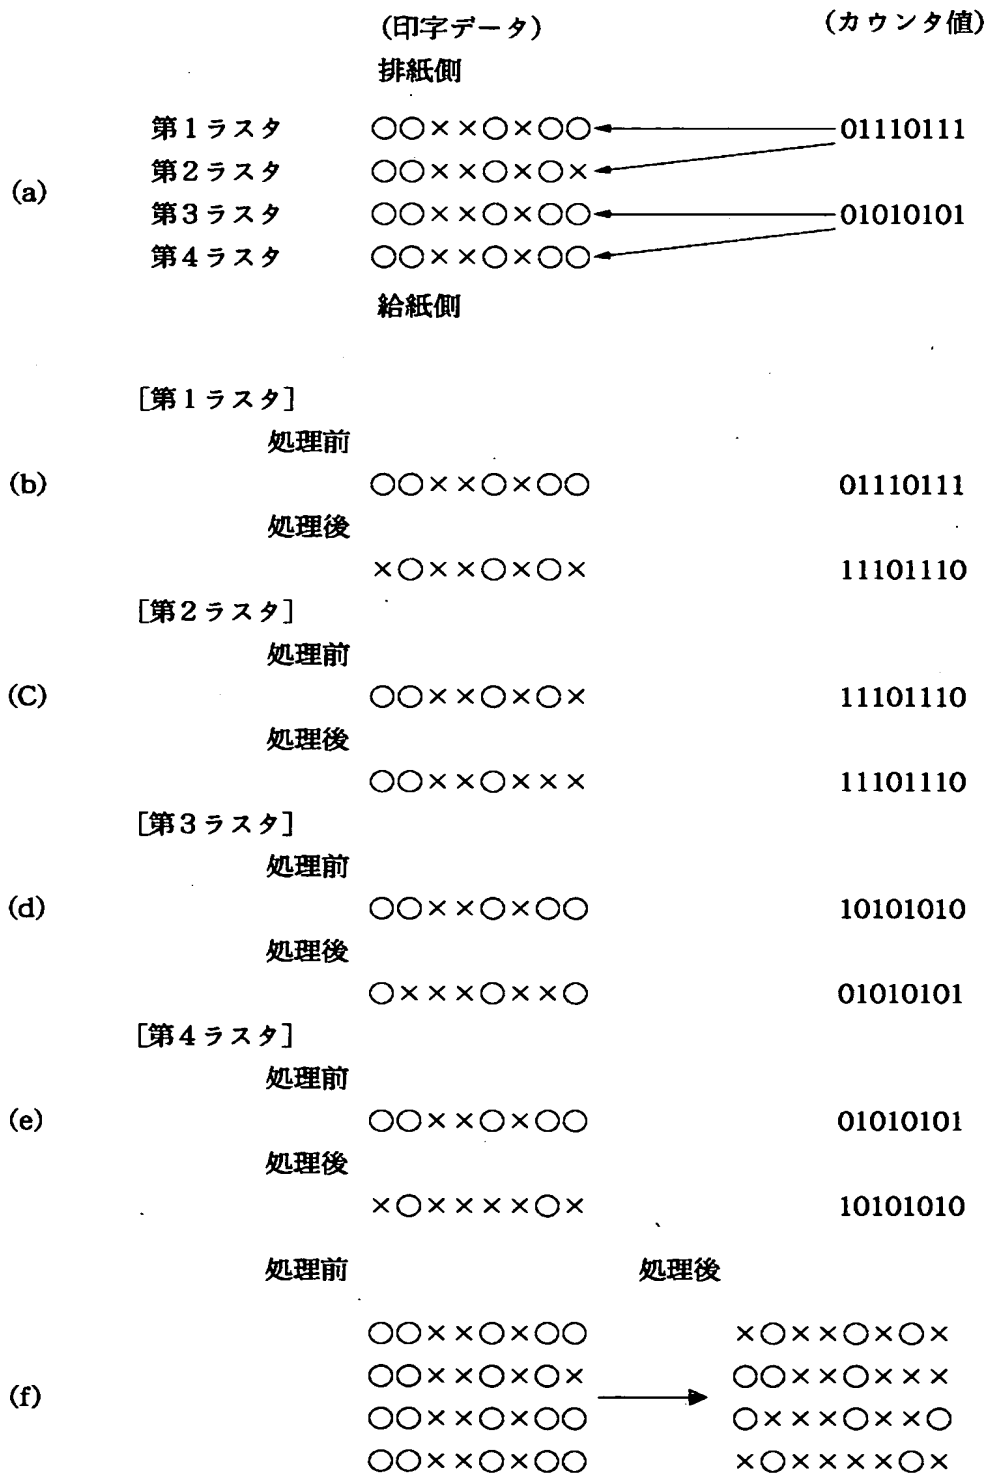 (印字データ) (カウンタ値)
排紙側
第1ラスタ ○○××○×○○ 01110111
(a)
第2ラスタ ○○××○×○×
第3ラスタ ○○××○×○○ 01010101
第4ラスタ ○○××○×○○
給紙側
[第1ラスタ]
処理前
(b) ○○××○×○○ 01110111
処理後
×○××○×○× 11101110
[第2ラスタ]
処理前
(C) ○○××○×○× 11101110
処理後
○○××○××× 11101110
[第3ラスタ]
処理前
(d) ○○××○×○○ 10101010
処理後
○×××○××○ 01010101
[第4ラスタ]
処理前
(e) ○○××○×○○ 01010101
処理後
×○××××○× 10101010
処理前 処理後
○○××○×○○ ×○××○×○×
○○××○×○× ○○××○×××
(f)
○○××○×○○ ○×××○××○
○○××○×○○ ×○××××○×